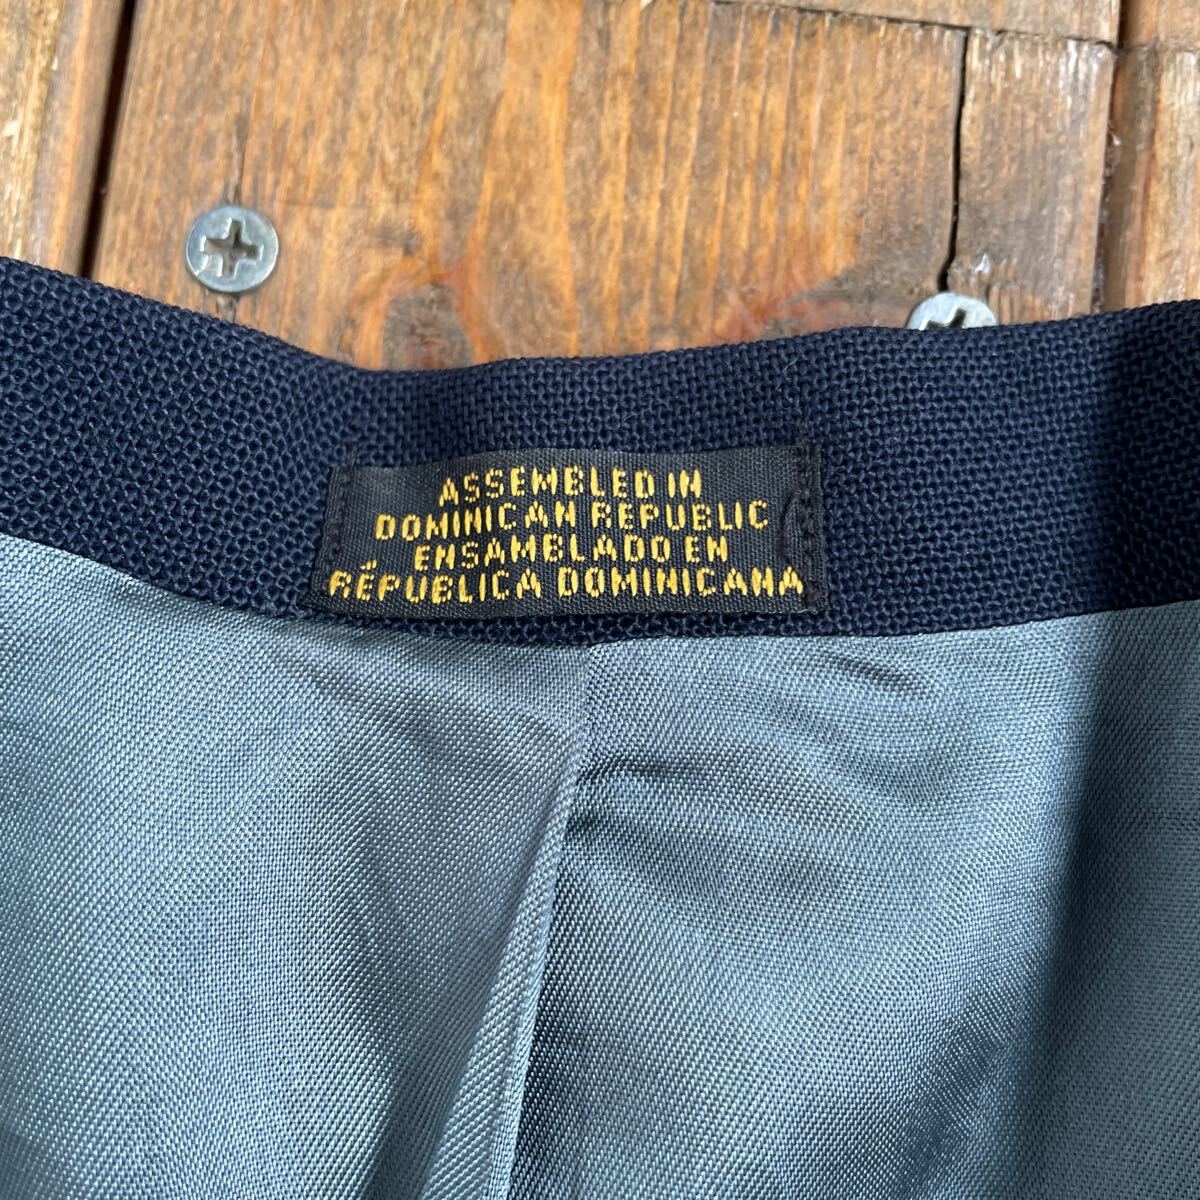 ASSEMBLED IN
DOMINICAN REPUBLIC
ENSAMBLADO EN
RÉPUBLICA DOMINICANA